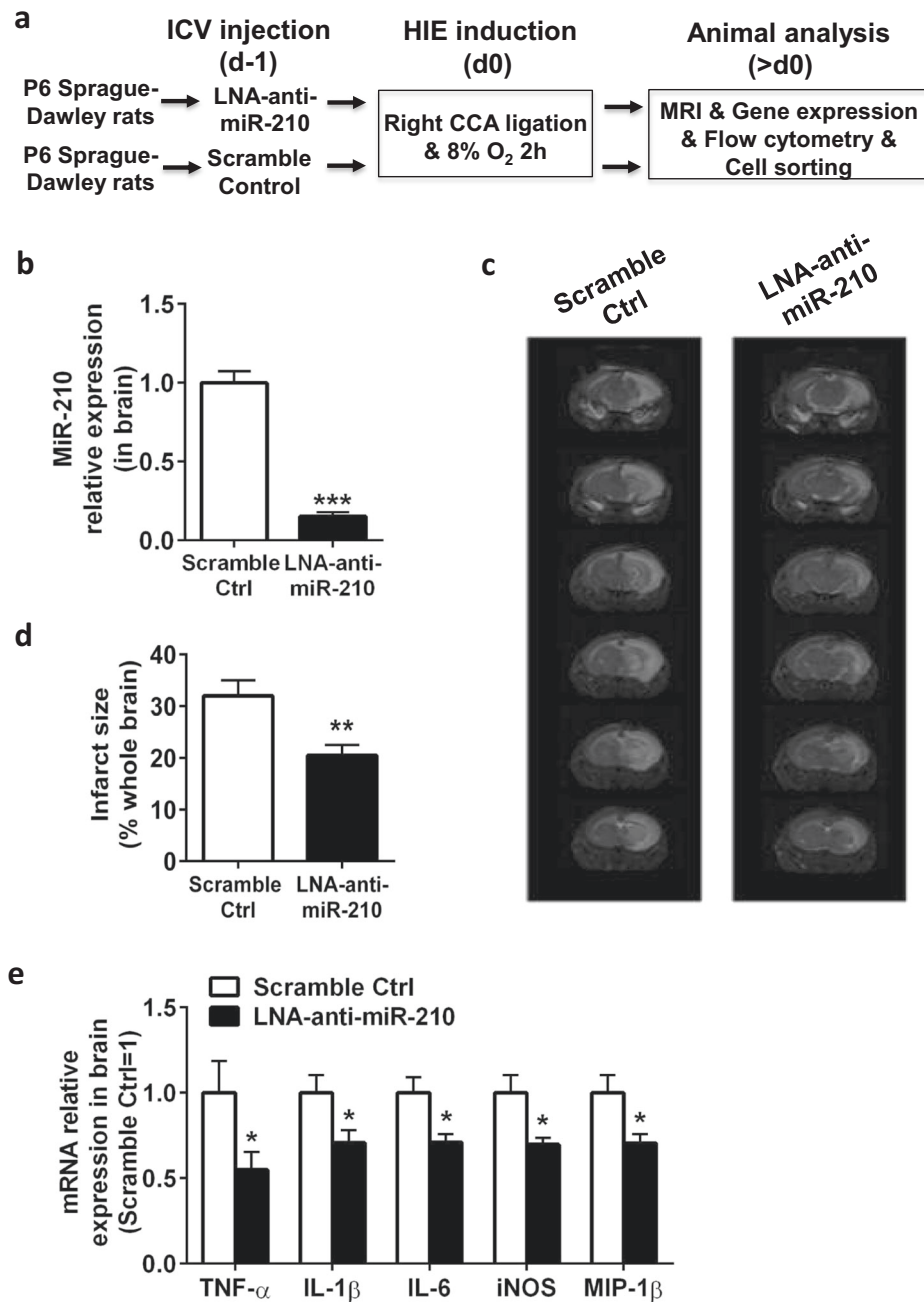 a
ICV injection
(d-1)
HIE induction
(d0)
Animal analysis
(>d0)
P6 Sprague-
Dawley rats
LNA-anti-
miR-210
P6 Sprague-
Dawley rats
Scramble
Control
Right CCA ligation
& 8% O₂ 2h
MRI & Gene expression
& Flow cytometry &
Cell sorting
b
MiR-210
relative expression
(in brain)
1.5
1.0
0.5
0.0
***
Scramble
Ctrl
LNA-anti-
miR-210
c
Scramble
Ctrl
LNA-anti-
miR-210
d
Infarct size
(% whole brain)
40
30
20
10
0
**
Scramble
Ctrl
LNA-anti-
miR-210
e
Scramble Ctrl
LNA-anti-miR-210
mRNA relative
expression in brain
(Scramble Ctrl=1)
1.5
1.0
0.5
0.0
* * * * *
TNF-α IL-1β IL-6 iNOS MIP-1β